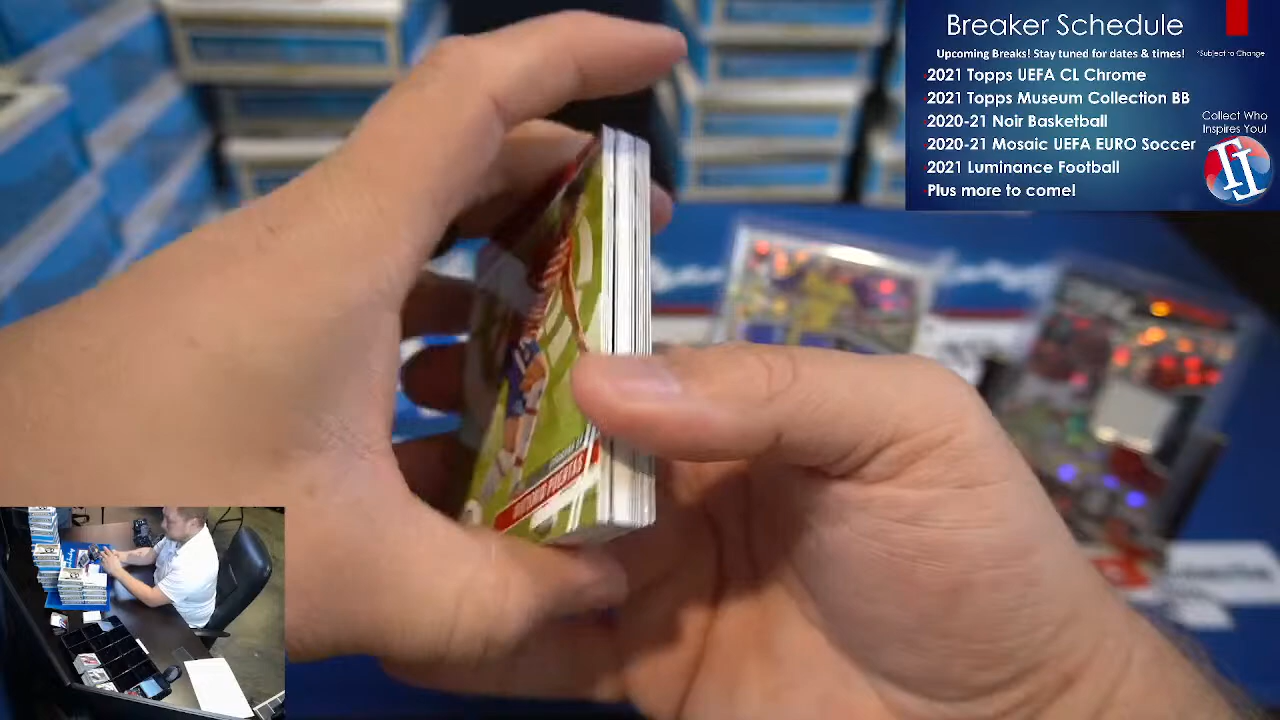 Breaker Schedule
Upcoming Breaks! Stay tuned for dates & times!
*Subject to Change
2021 Topps UEFA CL Chrome
2021 Topps Museum Collection BB
2020-21 Noir Basketball
2020-21 Mosaic UEFA EURO Soccer
2021 Luminance Football
Plus more to come!
Collect Who
Inspires You!
ANTONIO PUERTAS